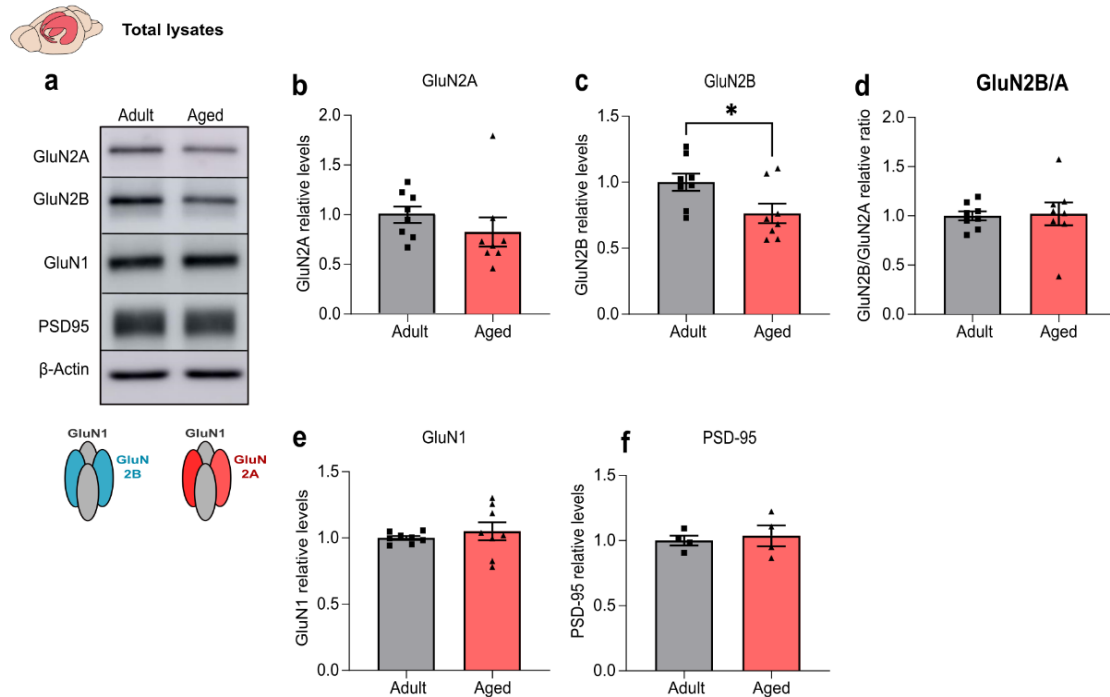 Total lysates
a
Adult Aged
GluN2A
GluN2B
GluN1
PSD95
β-Actin
GluN1
GluN
2B
GluN1
GluN
2A
b
GluN2A
GluN2A relative levels
2.0
1.5
1.0
0.5
0.0
Adult Aged
c
GluN2B
*
GluN2B relative levels
1.5
1.0
0.5
0.0
Adult Aged
d
GluN2B/A
GluN2B/GluN2A relative ratio
2.0
1.5
1.0
0.5
0.0
Adult Aged
e
GluN1
GluN1 relative levels
1.5
1.0
0.5
0.0
Adult Aged
f
PSD-95
PSD-95 relative levels
1.5
1.0
0.5
0.0
Adult Aged